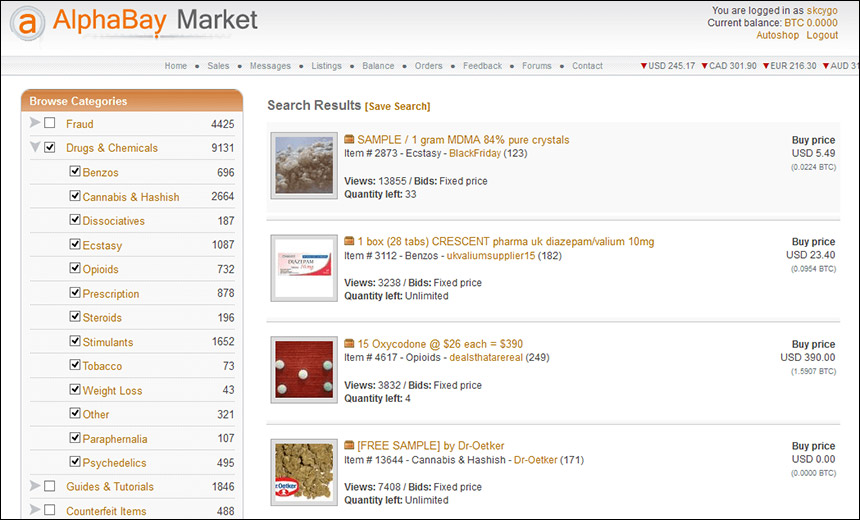 AlphaBay Market
You are logged in as skcygo
Current balance: BTC 0.0000
Autoshop Logout
Home • Sales • Messages • Listings • Balance • Orders • Feedback • Forums • Contact
▼USD 245.17 ▼CAD 301.90 ▼EUR 216.30 ▼AUD 31
Browse Categories
Fraud 4425
Drugs & Chemicals 9131
Benzos 696
Cannabis & Hashish 2664
Dissociatives 187
Ecstasy 1087
Opioids 732
Prescription 878
Steroids 196
Stimulants 1652
Tobacco 73
Weight Loss 43
Other 321
Paraphernalia 107
Psychedelics 495
Guides & Tutorials 1846
Counterfeit Items 488
Search Results [Save Search]
SAMPLE / 1 gram MDMA 84% pure crystals
Item # 2873 - Ecstasy - BlackFriday (123)
Views: 13855 / Bids: Fixed price
Quantity left: 33
Buy price
USD 5.49
(0.0224 BTC)
DIAZEPAM
10mg
1 box (28 tabs) CRESCENT pharma uk diazepam/valium 10mg
Item # 3112 - Benzos - ukvaliumsupplier15 (182)
Views: 3238 / Bids: Fixed price
Quantity left: Unlimited
Buy price
USD 23.40
(0.0954 BTC)
15 Oxycodone @ $26 each = $390
Item # 4617 - Opioids - dealsthatarereal (249)
Views: 3832 / Bids: Fixed price
Quantity left: 4
Buy price
USD 390.00
(1.5907 BTC)
Dr.Oetker
[FREE SAMPLE] by Dr-Oetker
Item # 13644 - Cannabis & Hashish - Dr-Oetker (171)
Views: 7408 / Bids: Fixed price
Quantity left: Unlimited
Buy price
USD 0.00
(0.0000 BTC)